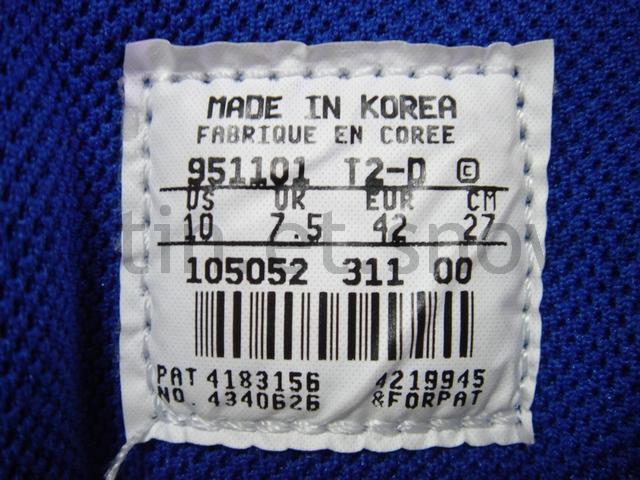 MADE IN KOREA
FABRIQUE EN COREE
951101 T2-D ©
US UK EUR CM
10 7.5 42 27
105052 311 00
PAT 4183156 4219945
NO. 4340626 &FORPAT